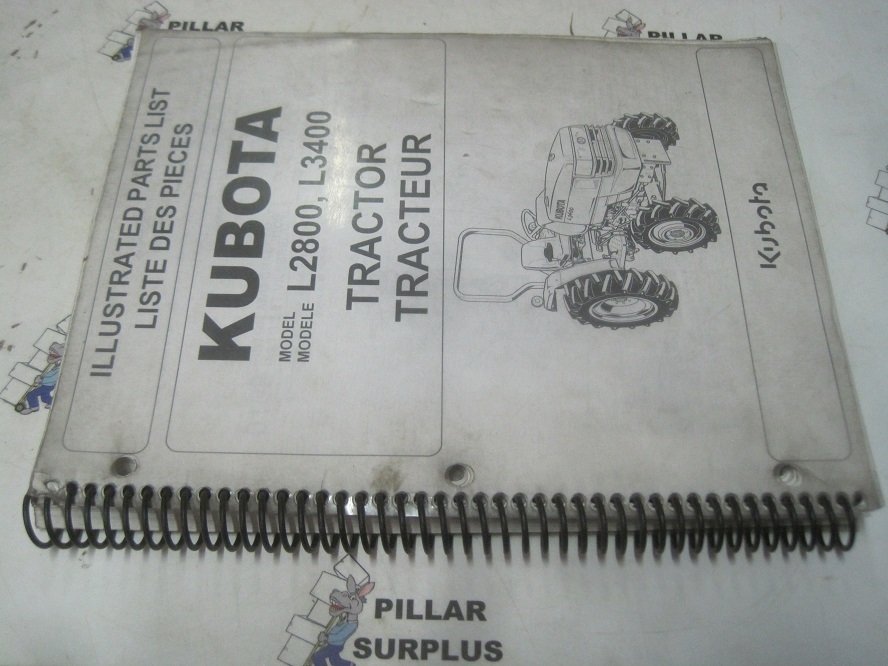 ILLUSTRATED PARTS LIST
LISTE DES PIECES
KUBOTA
MODEL
MODELE
L2800, L3400
TRACTOR
TRACTEUR
Kubota
PILLAR
PILLAR
PILLAR
SURPLUS